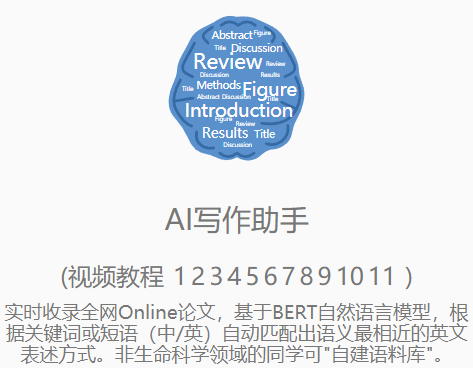 Abstract Figure
Title Discussion
Review Review
Discussion Results
Title Methods Figure
Abstract Discussion Title
Introduction
Figure Review
Results Title
Discussion
AI写作助手
(视频教程 1 2 3 4 5 6 7 8 9 10 11 )
实时收录全网Online论文，基于BERT自然语言模型，根
据关键词或短语（中/英）自动匹配出语义最相近的英文
表述方式。非生命科学领域的同学可"自建语料库"。